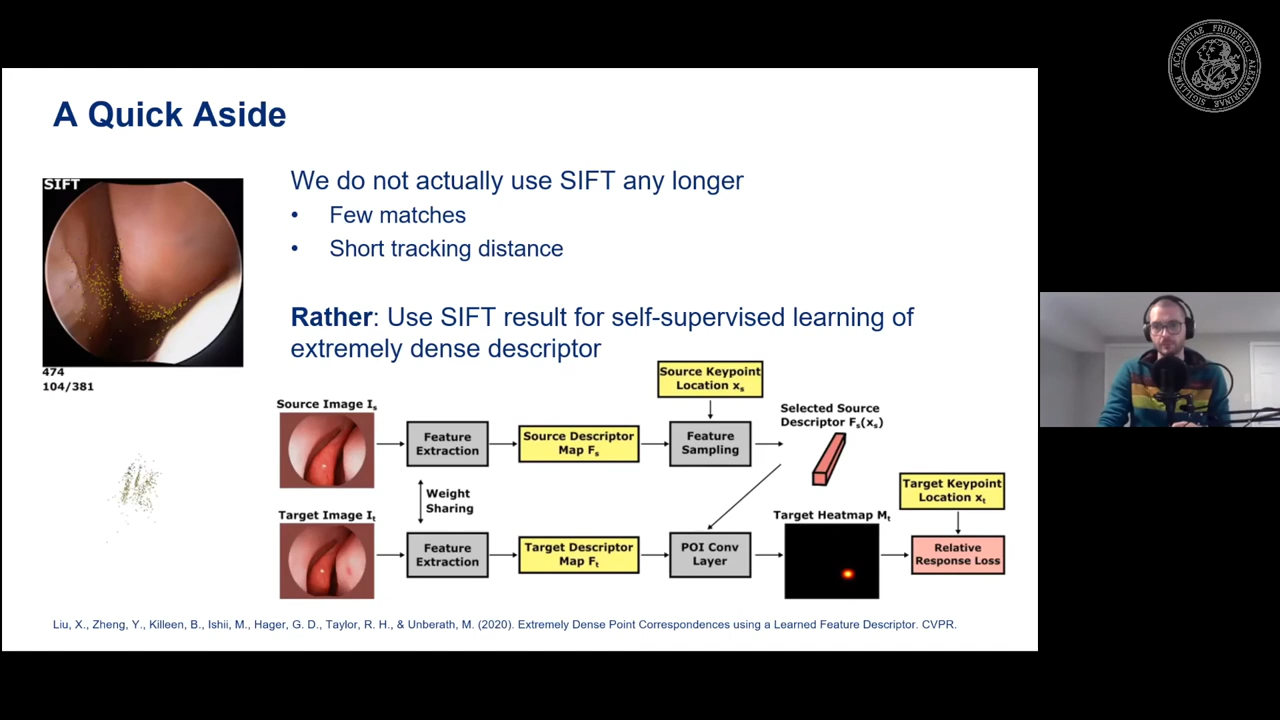 A Quick Aside
SIFT
474
104/381
We do not actually use SIFT any longer
• Few matches
• Short tracking distance
Rather: Use SIFT result for self-supervised learning of
extremely dense descriptor
Source Keypoint
Location xs
Source Image Is
Feature
Extraction
Source Descriptor
Map Fs
Feature
Sampling
Selected Source
Descriptor Fs(xs)
Weight
Sharing
Target Keypoint
Location xt
Target Image It
Feature
Extraction
Target Descriptor
Map Ft
POI Conv
Layer
Target Heatmap Mt
Relative
Response Loss
Liu, X., Zheng, Y., Killeen, B., Ishii, M., Hager, G. D., Taylor, R. H., & Unberath, M. (2020). Extremely Dense Point Correspondences using a Learned Feature Descriptor. CVPR.
ACADEMIAE FRIDERICO ALEXANDRINAE SIGILLVM